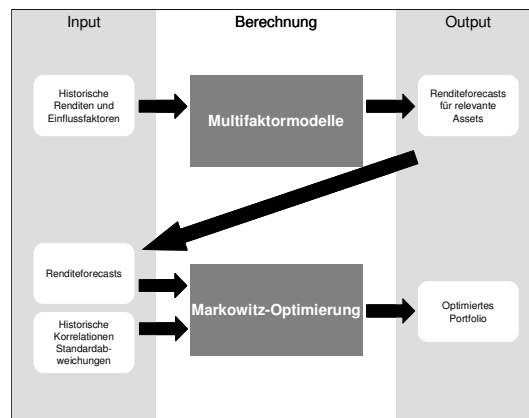 Input
Berechnung
Output
Historische
Renditen und
Einflussfaktoren
Multifaktormodelle
Renditeforecasts
für relevante
Assets
Renditeforecasts
Historische
Korrelationen
Standardab-
weichungen
Markowitz-Optimierung
Optimiertes
Portfolio